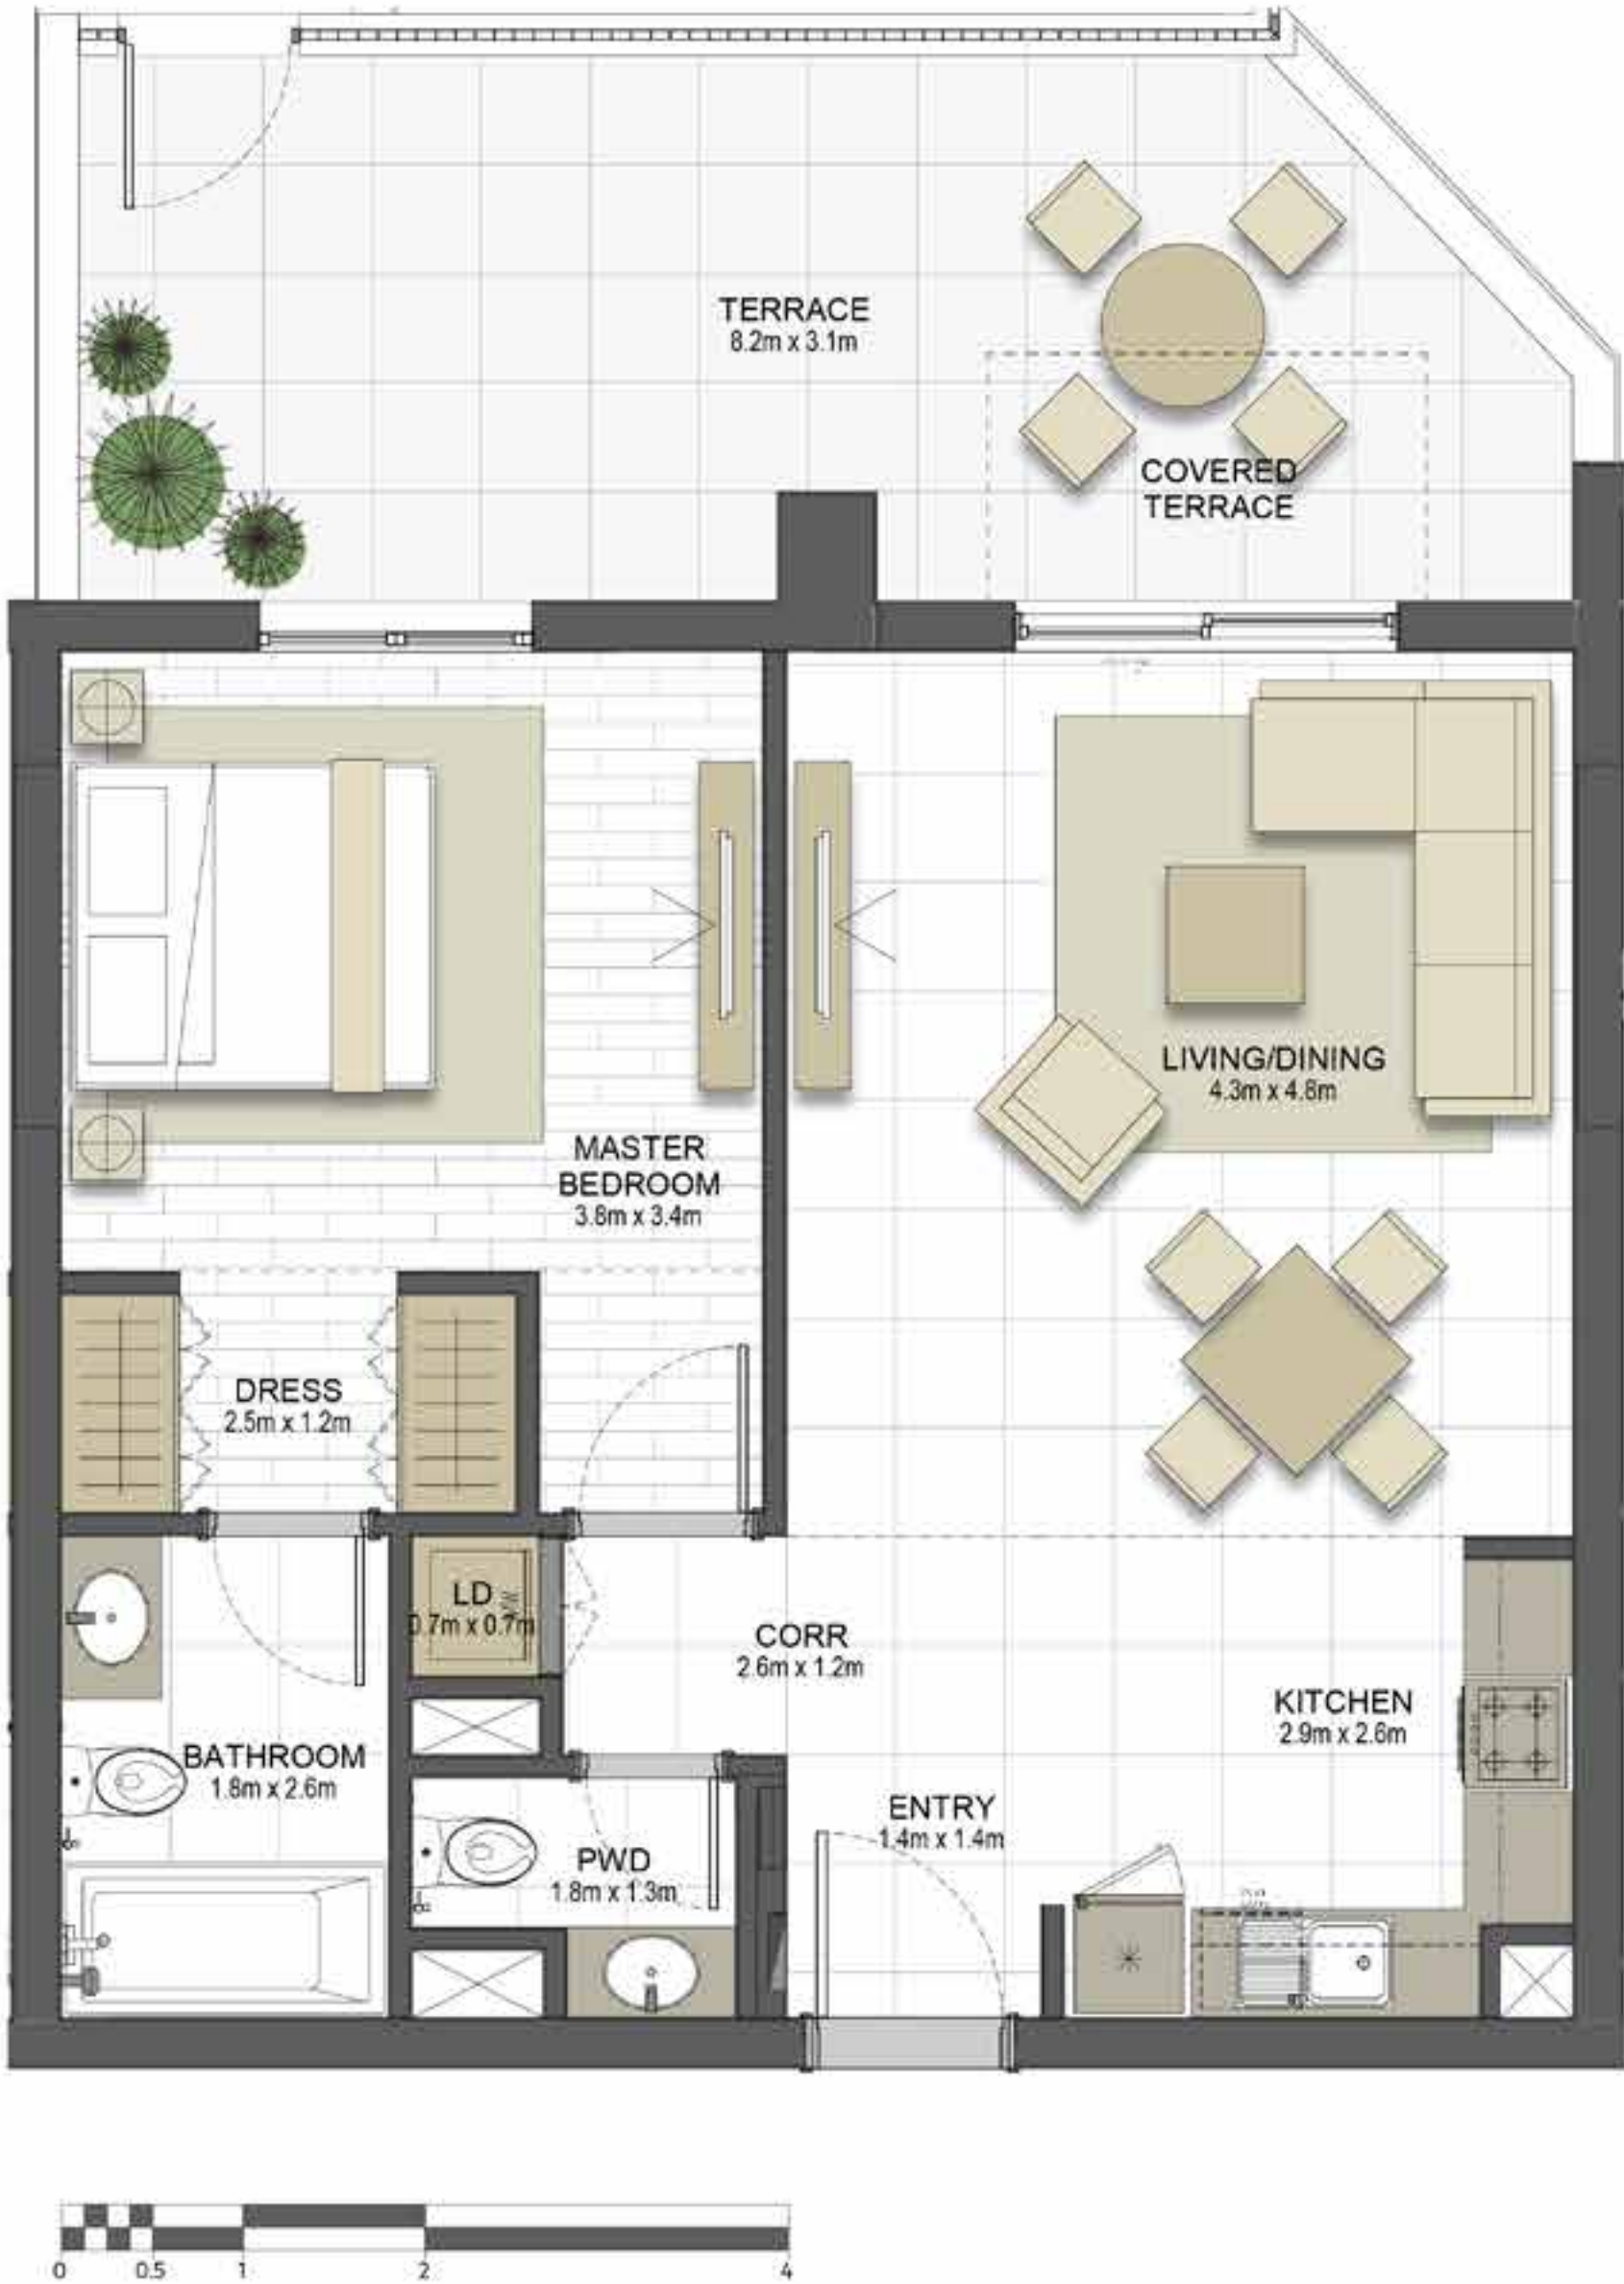 TERRACE
8.2m x 3.1m
COVERED
TERRACE
LIVING/DINING
4.3m x 4.8m
MASTER
BEDROOM
3.8m x 3.4m
DRESS
2.5m x 1.2m
LD
0.7m x 0.7m
CORR
2.6m x 1.2m
KITCHEN
2.9m x 2.6m
BATHROOM
1.8m x 2.6m
ENTRY
1.4m x 1.4m
PWD
1.8m x 1.3m
0 0.5 1 2 4